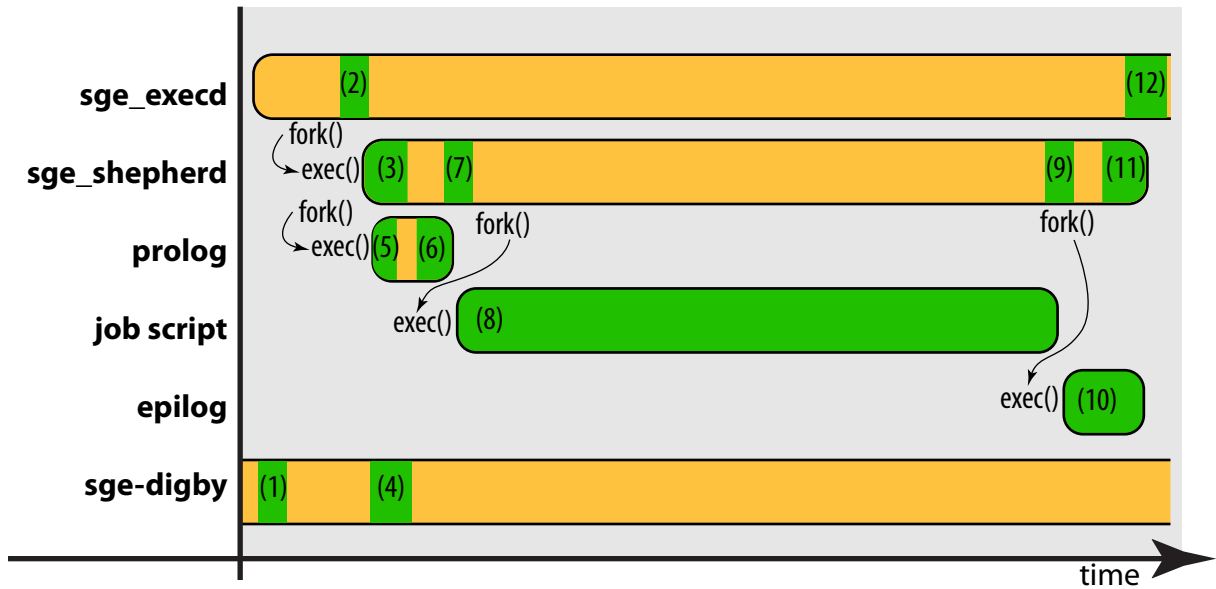 sge_execd
(2)
(12)
fork()
sge_shepherd
exec()
(3)
(7)
(9)
(11)
fork()
fork()
fork()
prolog
exec()
(5)
(6)
job script
exec()
(8)
epilog
exec()
(10)
sge-digby
(1)
(4)
time